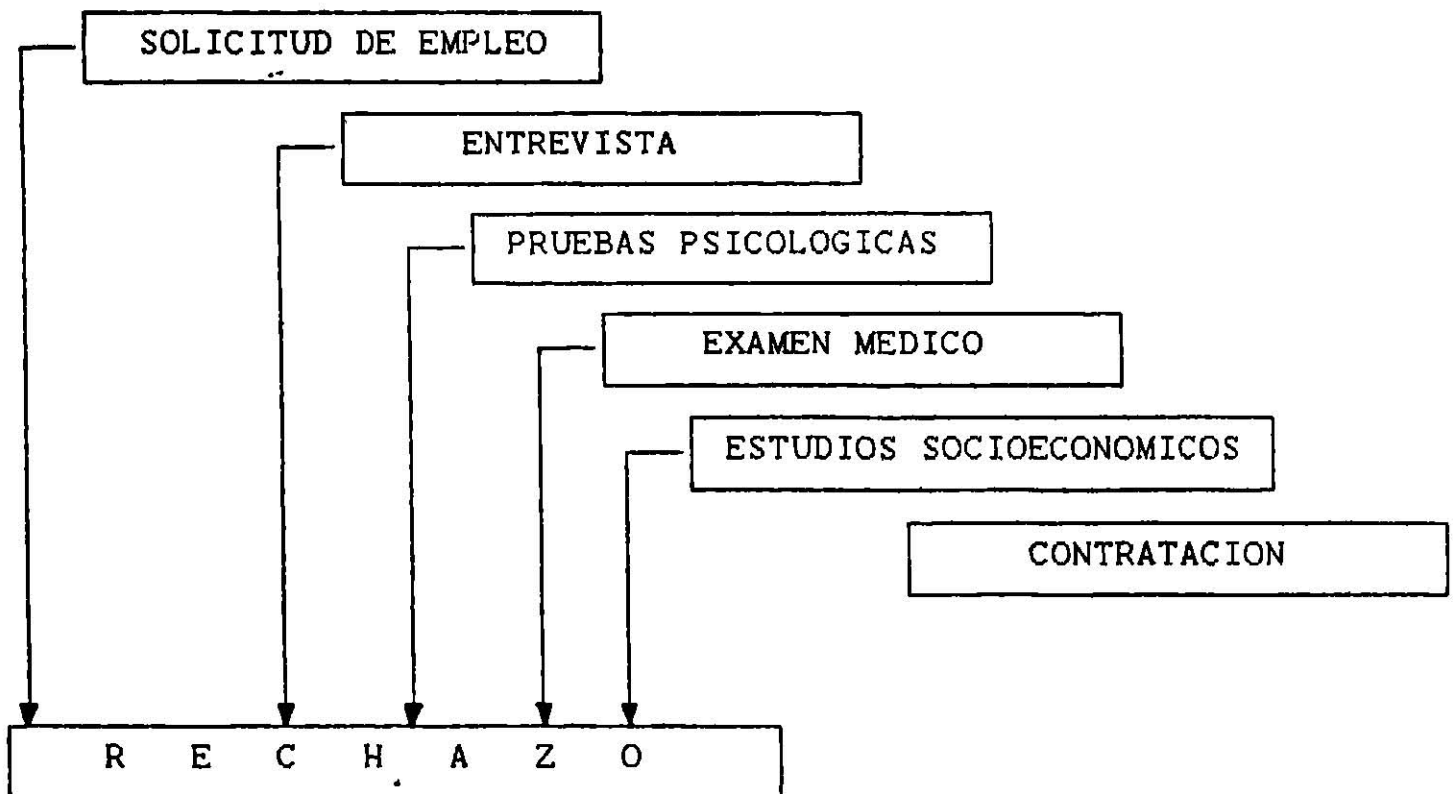 SOLICITUD DE EMPLEO
ENTREVISTA
PRUEBAS PSICOLOGICAS
EXAMEN MEDICO
ESTUDIOS SOCIOECONOMICOS
CONTRATACION
R E C H A Z O